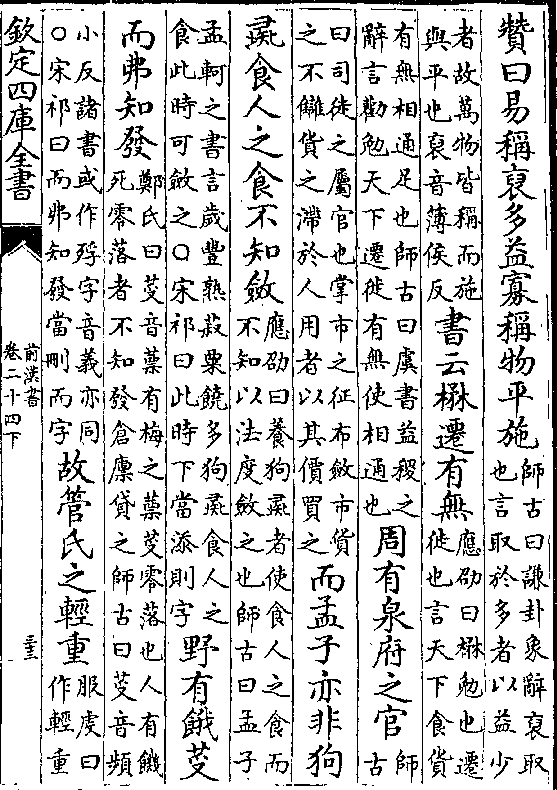 贊曰易稱裒多益寡稱物平施
師古曰謙卦象辭裒取
也言取於多者以益少
者故萬物皆稱而施
與平也裒音薄侯反
書云楙遷有無
應劭曰楙勉也遷
徙也言天下食貨
有無相通足也師古曰虞書益稷之
辭言勸勉天下遷徙有無使相通也
周有泉府之官
師
古
曰司徒之屬官也掌市之征布斂市貨
之不讎貨之滯於人用者以其價買之
而孟子亦非狗
彘食人之食不知斂
應劭曰養狗彘者使食人之食而
不知以法度斂之也師古曰孟子
孟軻之書言歲豐熟菽粟饒多狗彘食人之
食此時可斂之○宋祁曰此時下當添則字
野有餓芟
而弗知發
鄭氏曰芟音蔈有梅之蔈芟零落也人有饑
死零落者不知發倉廩貸之師古曰芟音頻
小反諸書或作殍字音義亦同
○宋祁曰而弗知發當刪而字
故管氏之輕重
服虔曰
作輕重
欽定四庫全書
前漢書
卷二十四下